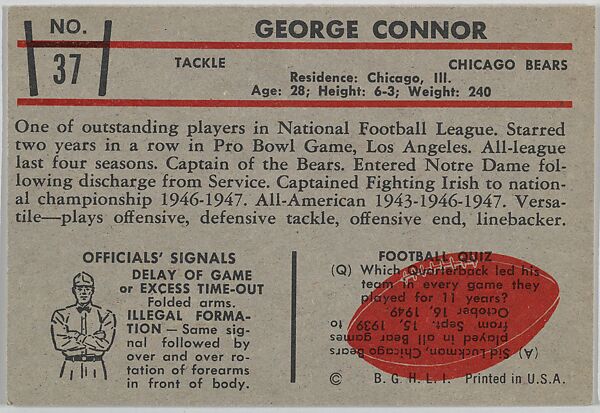 NO.
37
GEORGE CONNOR
TACKLE
CHICAGO BEARS
Residence: Chicago, Ill.
Age: 28; Height: 6-3; Weight: 240
One of outstanding players in National Football League. Starred
two years in a row in Pro Bowl Game, Los Angeles. All-league
last four seasons. Captain of the Bears. Entered Notre Dame fol-
lowing discharge from Service. Captained Fighting Irish to nation-
al championship 1946-1947. All-American 1943-1946-1947. Versa-
tile—plays offensive, defensive tackle, offensive end, linebacker.
OFFICIALS' SIGNALS
DELAY OF GAME
or EXCESS TIME-OUT
Folded arms.
ILLEGAL FORMA-
TION — Same sig-
nal followed by
over and over ro-
tation of forearms
in front of body.
FOOTBALL QUIZ
(Q) Which quarterback led his
team in every game they
played for 11 years?
(A) Sid Luckman, Chicago Bears
played in all Bear games
from Sept. 15, 1939 to
October 16, 1949
© B. G. H. L. I. Printed in U.S.A.